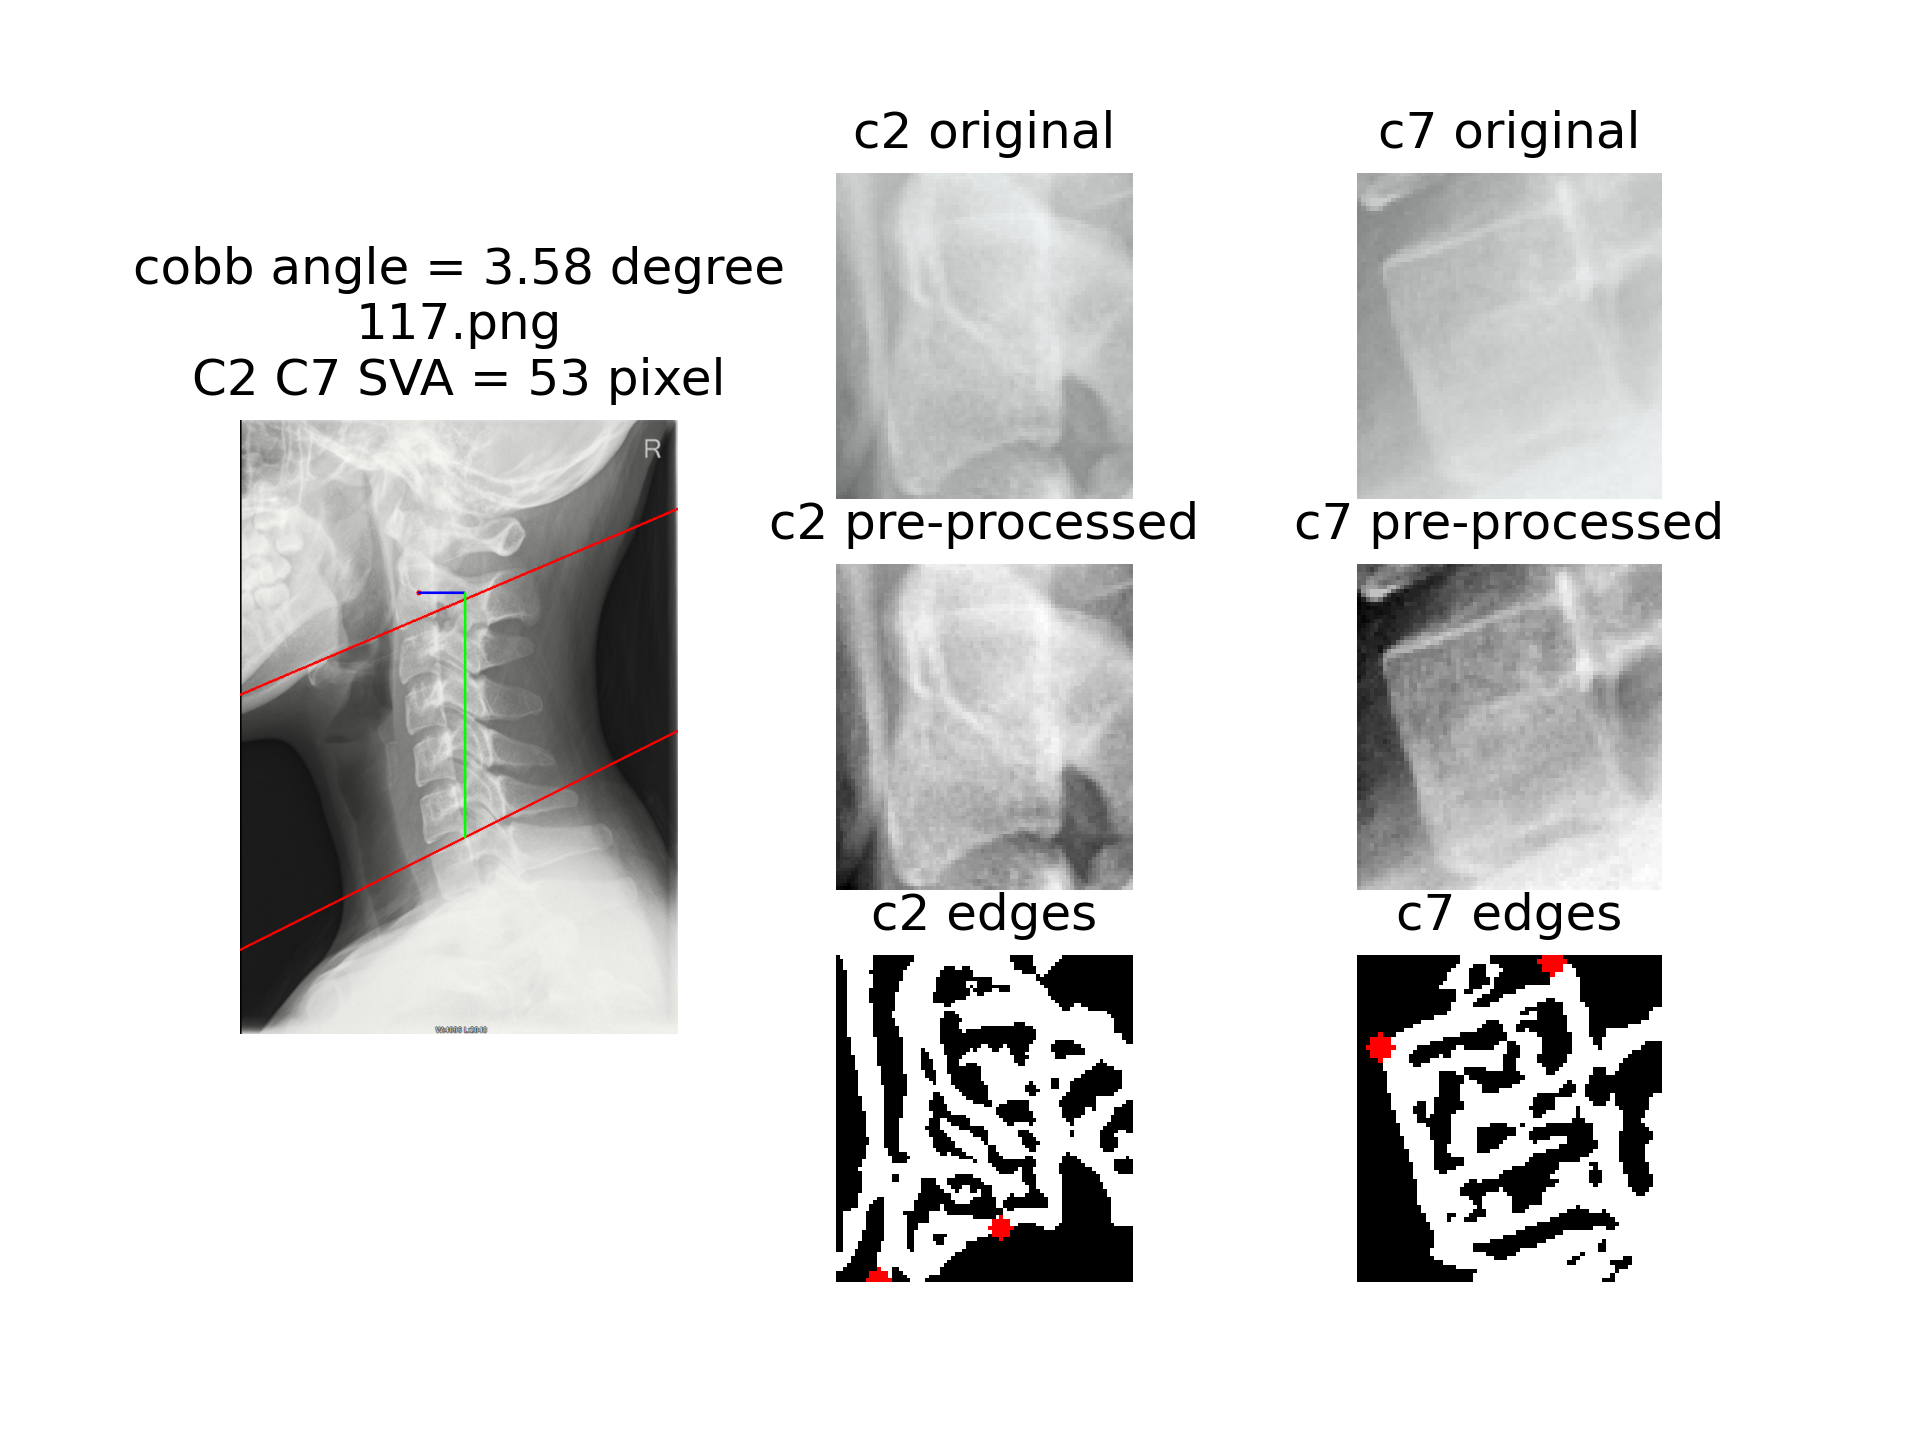 cobb angle = 3.58 degree
117.png
C2 C7 SVA = 53 pixel
R
c2 original
c7 original
c2 pre-processed
c7 pre-processed
c2 edges
c7 edges